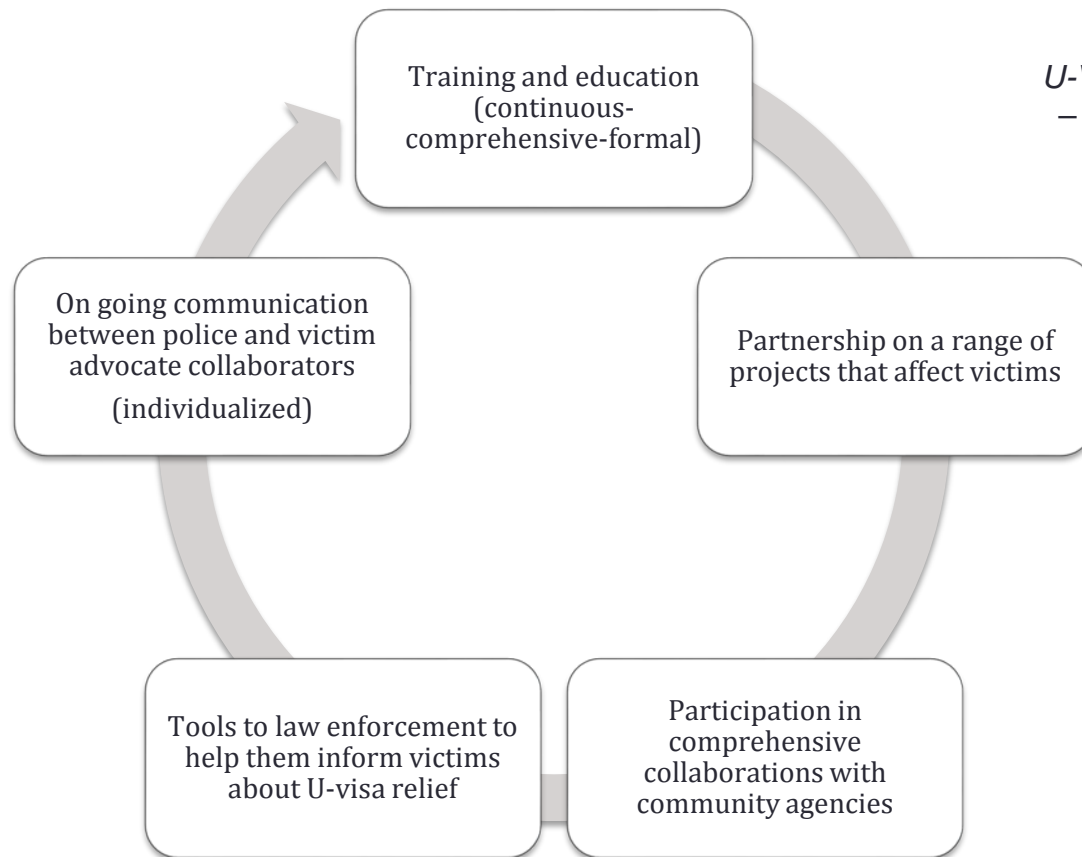 Training and education
(continuous-
comprehensive-formal)
U-
–
On going communication
between police and victim
advocate collaborators
(individualized)
Partnership on a range of
projects that affect victims
Tools to law enforcement to
help them inform victims
about U-visa relief
Participation in
comprehensive
collaborations with
community agencies